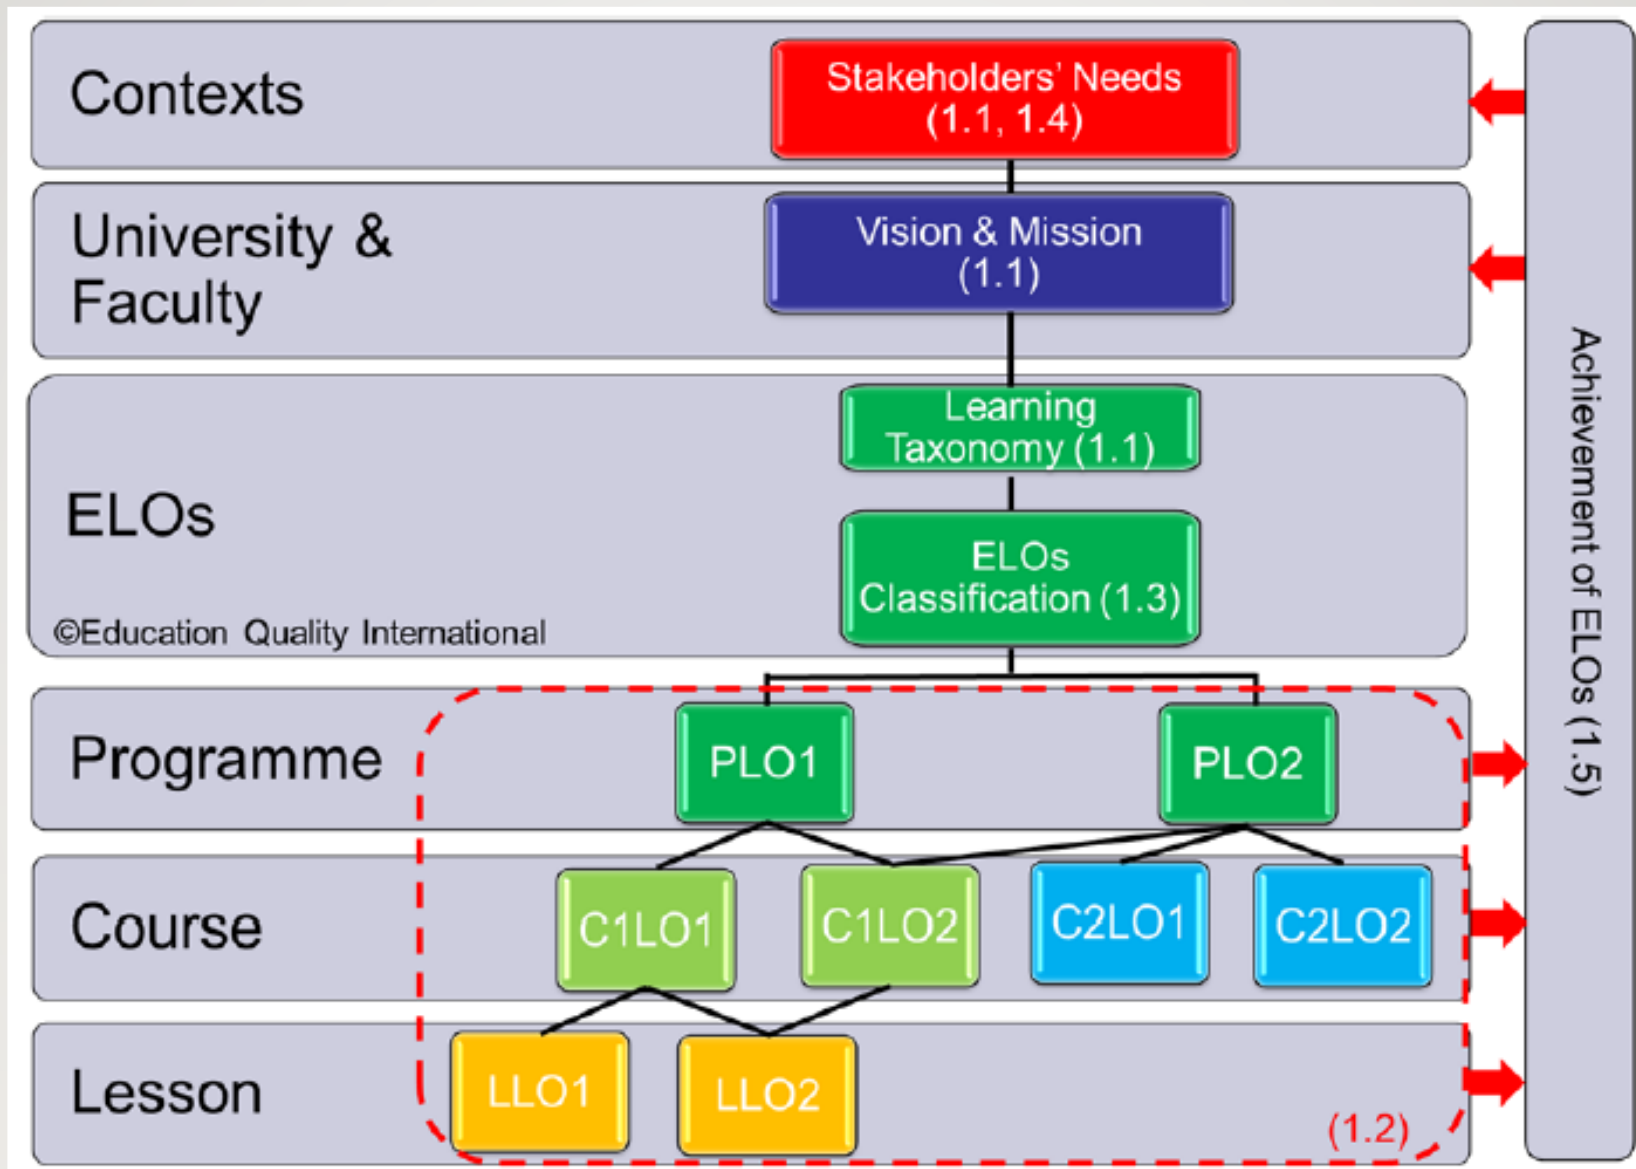 Contexts
Stakeholders' Needs
(1.1, 1.4)
University &
Faculty
Vision & Mission
(1.1)
Learning
Taxonomy (1.1)
ELOs
ELOs
Classification (1.3)
©Education Quality International
Programme
PLO1
PLO2
Course
C1LO1
C1LO2
C2LO1
C2LO2
Lesson
LLO1
LLO2
(1.2)
Achievement of ELOs (1.5)